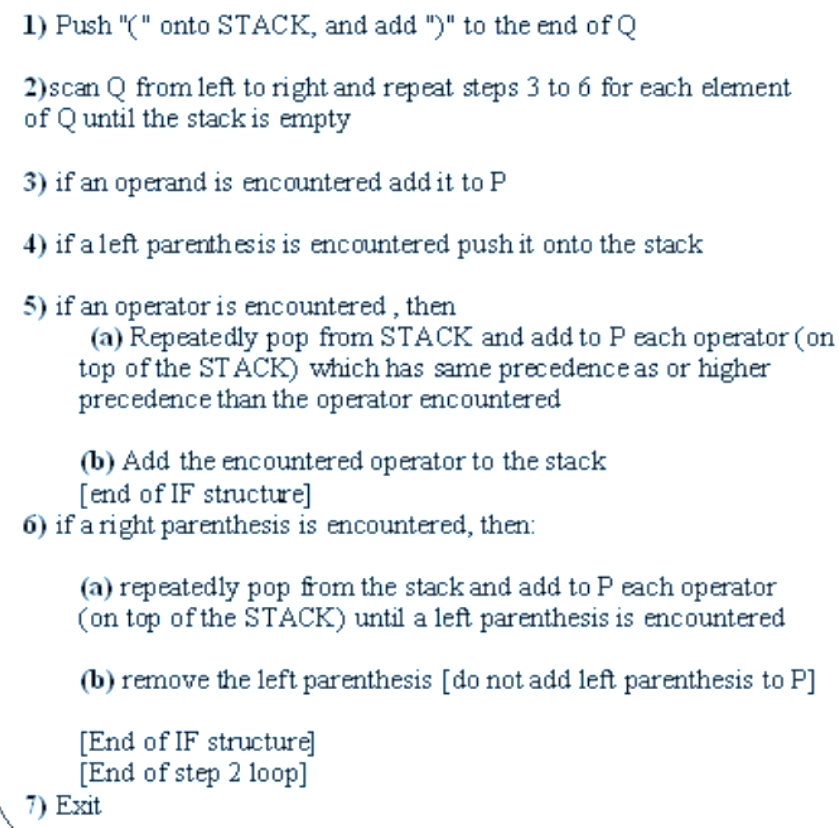 1) Push "(" onto STACK, and add ")" to the end of Q
2)scan Q from left to right and repeat steps 3 to 6 for each element
of Q until the stack is empty
3) if an operand is encountered add it to P
4) if a left parenthesis is encountered push it onto the stack
5) if an operator is encountered , then
(a) Repeatedly pop from STACK and add to P each operator (on
top of the STACK) which has same precedence as or higher
precedence than the operator encountered
(b) Add the encountered operator to the stack
[end of IF structure]
6) if a right parenthesis is encountered, then:
(a) repeatedly pop from the stack and add to P each operator
(on top of the STACK) until a left parenthesis is encountered
(b) remove the left parenthesis [do not add left parenthesis to P]
[End of IF structure]
[End of step 2 loop]
7) Exit